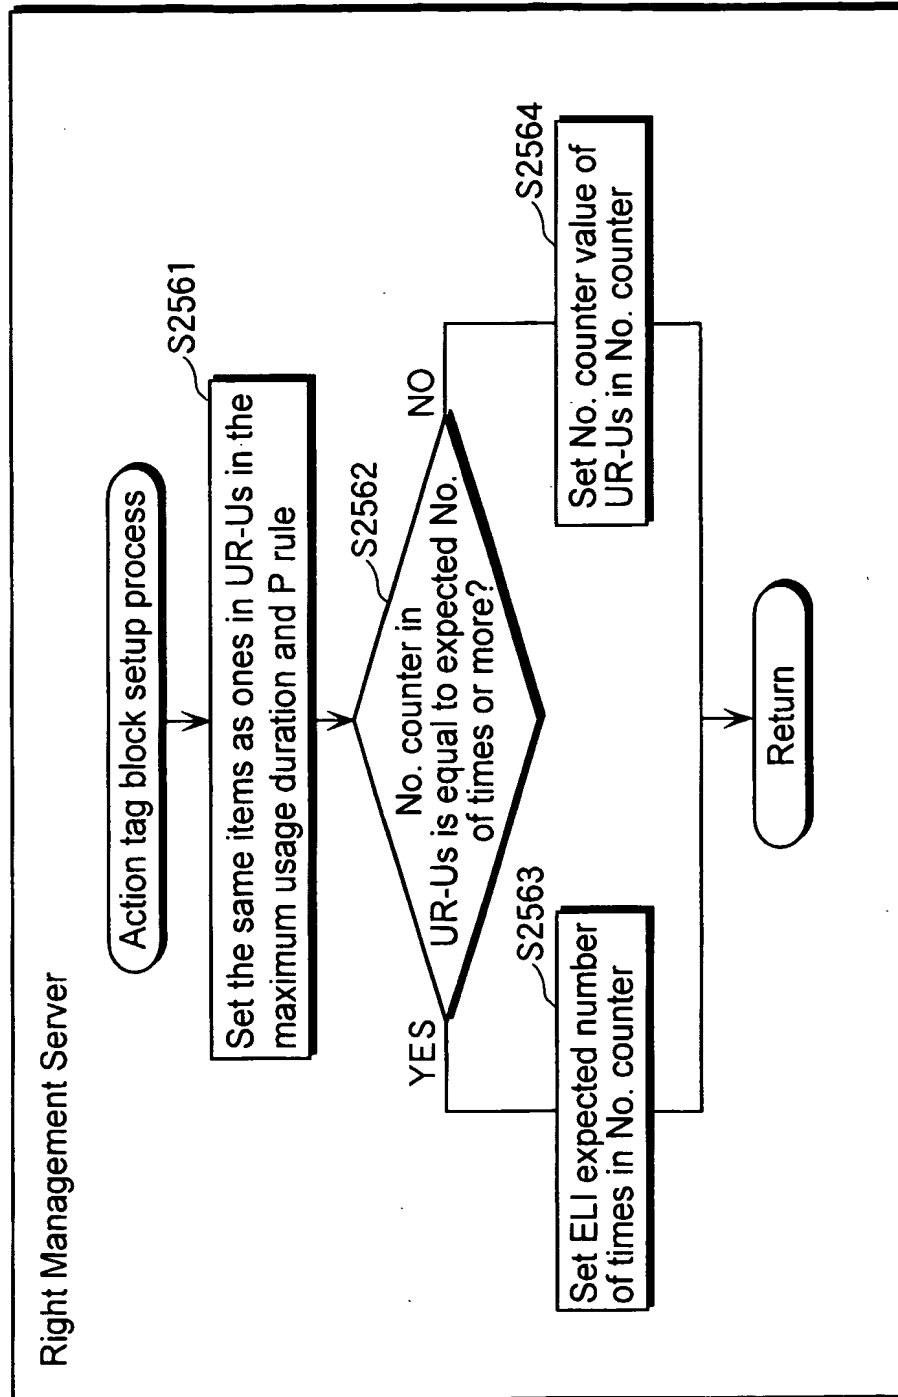 Right Management Server
Action tag block setup process
S2561
Set the same items as ones in UR-Us in the
maximum usage duration and P rule
S2562
No. counter in
UR-Us is equal to expected No.
of times or more?
YES
NO
S2563
Set ELI expected number
of times in No. counter
S2564
Set No. counter value of
UR-Us in No. counter
Return